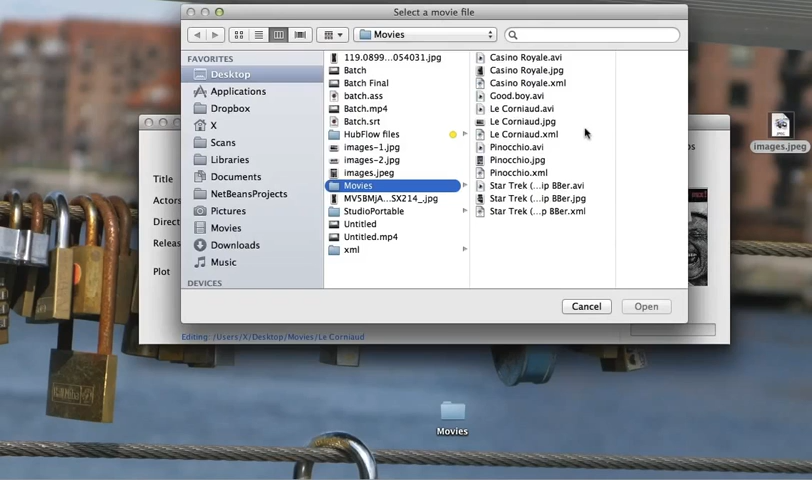 Select a movie file
Movies
FAVORITES
Desktop
Applications
Dropbox
X
Scans
Libraries
Documents
NetBeansProjects
Pictures
Movies
Downloads
Music
DEVICES
119.0899...054031.jpg
Batch
Batch Final
batch.ass
Batch.mp4
Batch.srt
HubFlow files
images-1.jpg
images-2.jpg
images.jpeg
Movies
MV5BMjA...SX214_.jpg
StudioPortable
Untitled
Untitled.mp4
xml
Casino Royale.avi
Casino Royale.jpg
Casino Royale.xml
Good.boy.avi
Le Corniaud.avi
Le Corniaud.jpg
Le Corniaud.xml
Pinocchio.avi
Pinocchio.jpg
Pinocchio.xml
Star Trek (...ip BBer.avi
Star Trek (...ip BBer.jpg
Star Trek (...p BBer.xml
Cancel
Open
Title
Actors
Direct
Releas
Plot
os
Editing: /Users/X/Desktop/Movies/Le Corniaud
images.jpeg
Movies